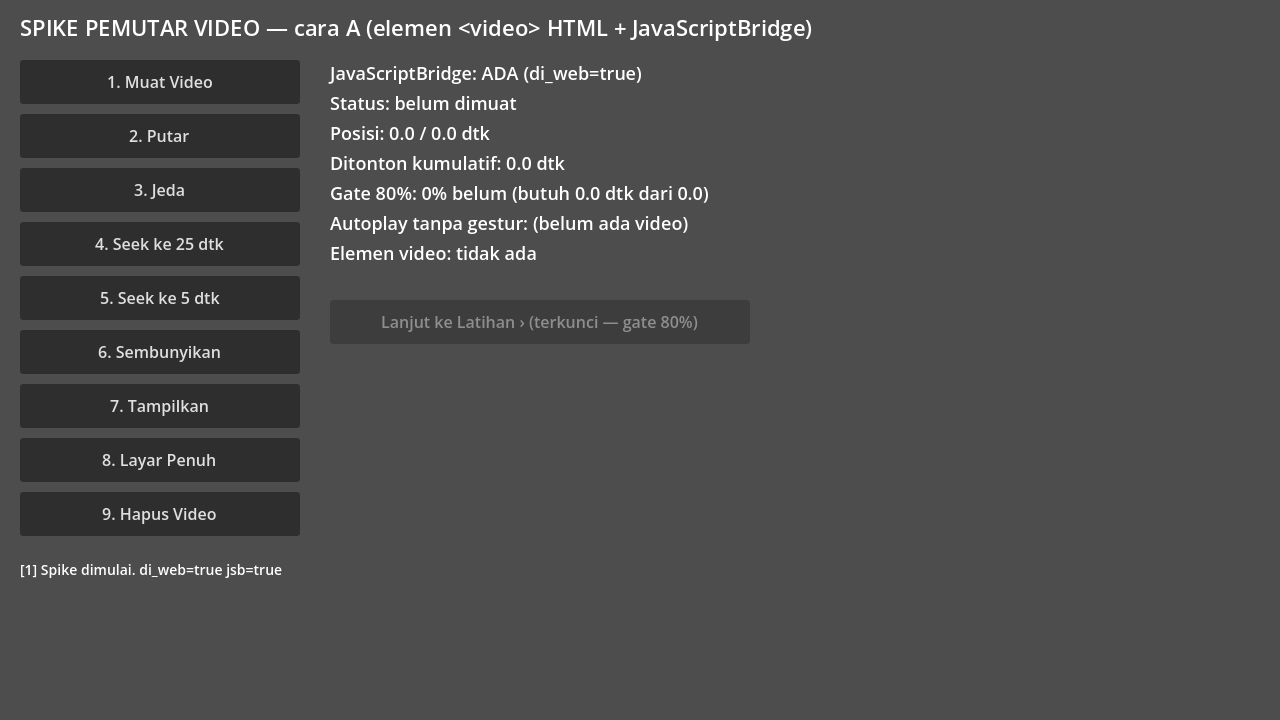 SPIKE PEMUTAR VIDEO — cara A (elemen <video> HTML + JavaScriptBridge)
1. Muat Video
2. Putar
3. Jeda
4. Seek ke 25 dtk
5. Seek ke 5 dtk
6. Sembunyikan
7. Tampilkan
8. Layar Penuh
9. Hapus Video
JavaScriptBridge: ADA (di_web=true)
Status: belum dimuat
Posisi: 0.0 / 0.0 dtk
Ditonton kumulatif: 0.0 dtk
Gate 80%: 0% belum (butuh 0.0 dtk dari 0.0)
Autoplay tanpa gestur: (belum ada video)
Elemen video: tidak ada
Lanjut ke Latihan › (terkunci — gate 80%)
[1] Spike dimulai. di_web=true jsb=true